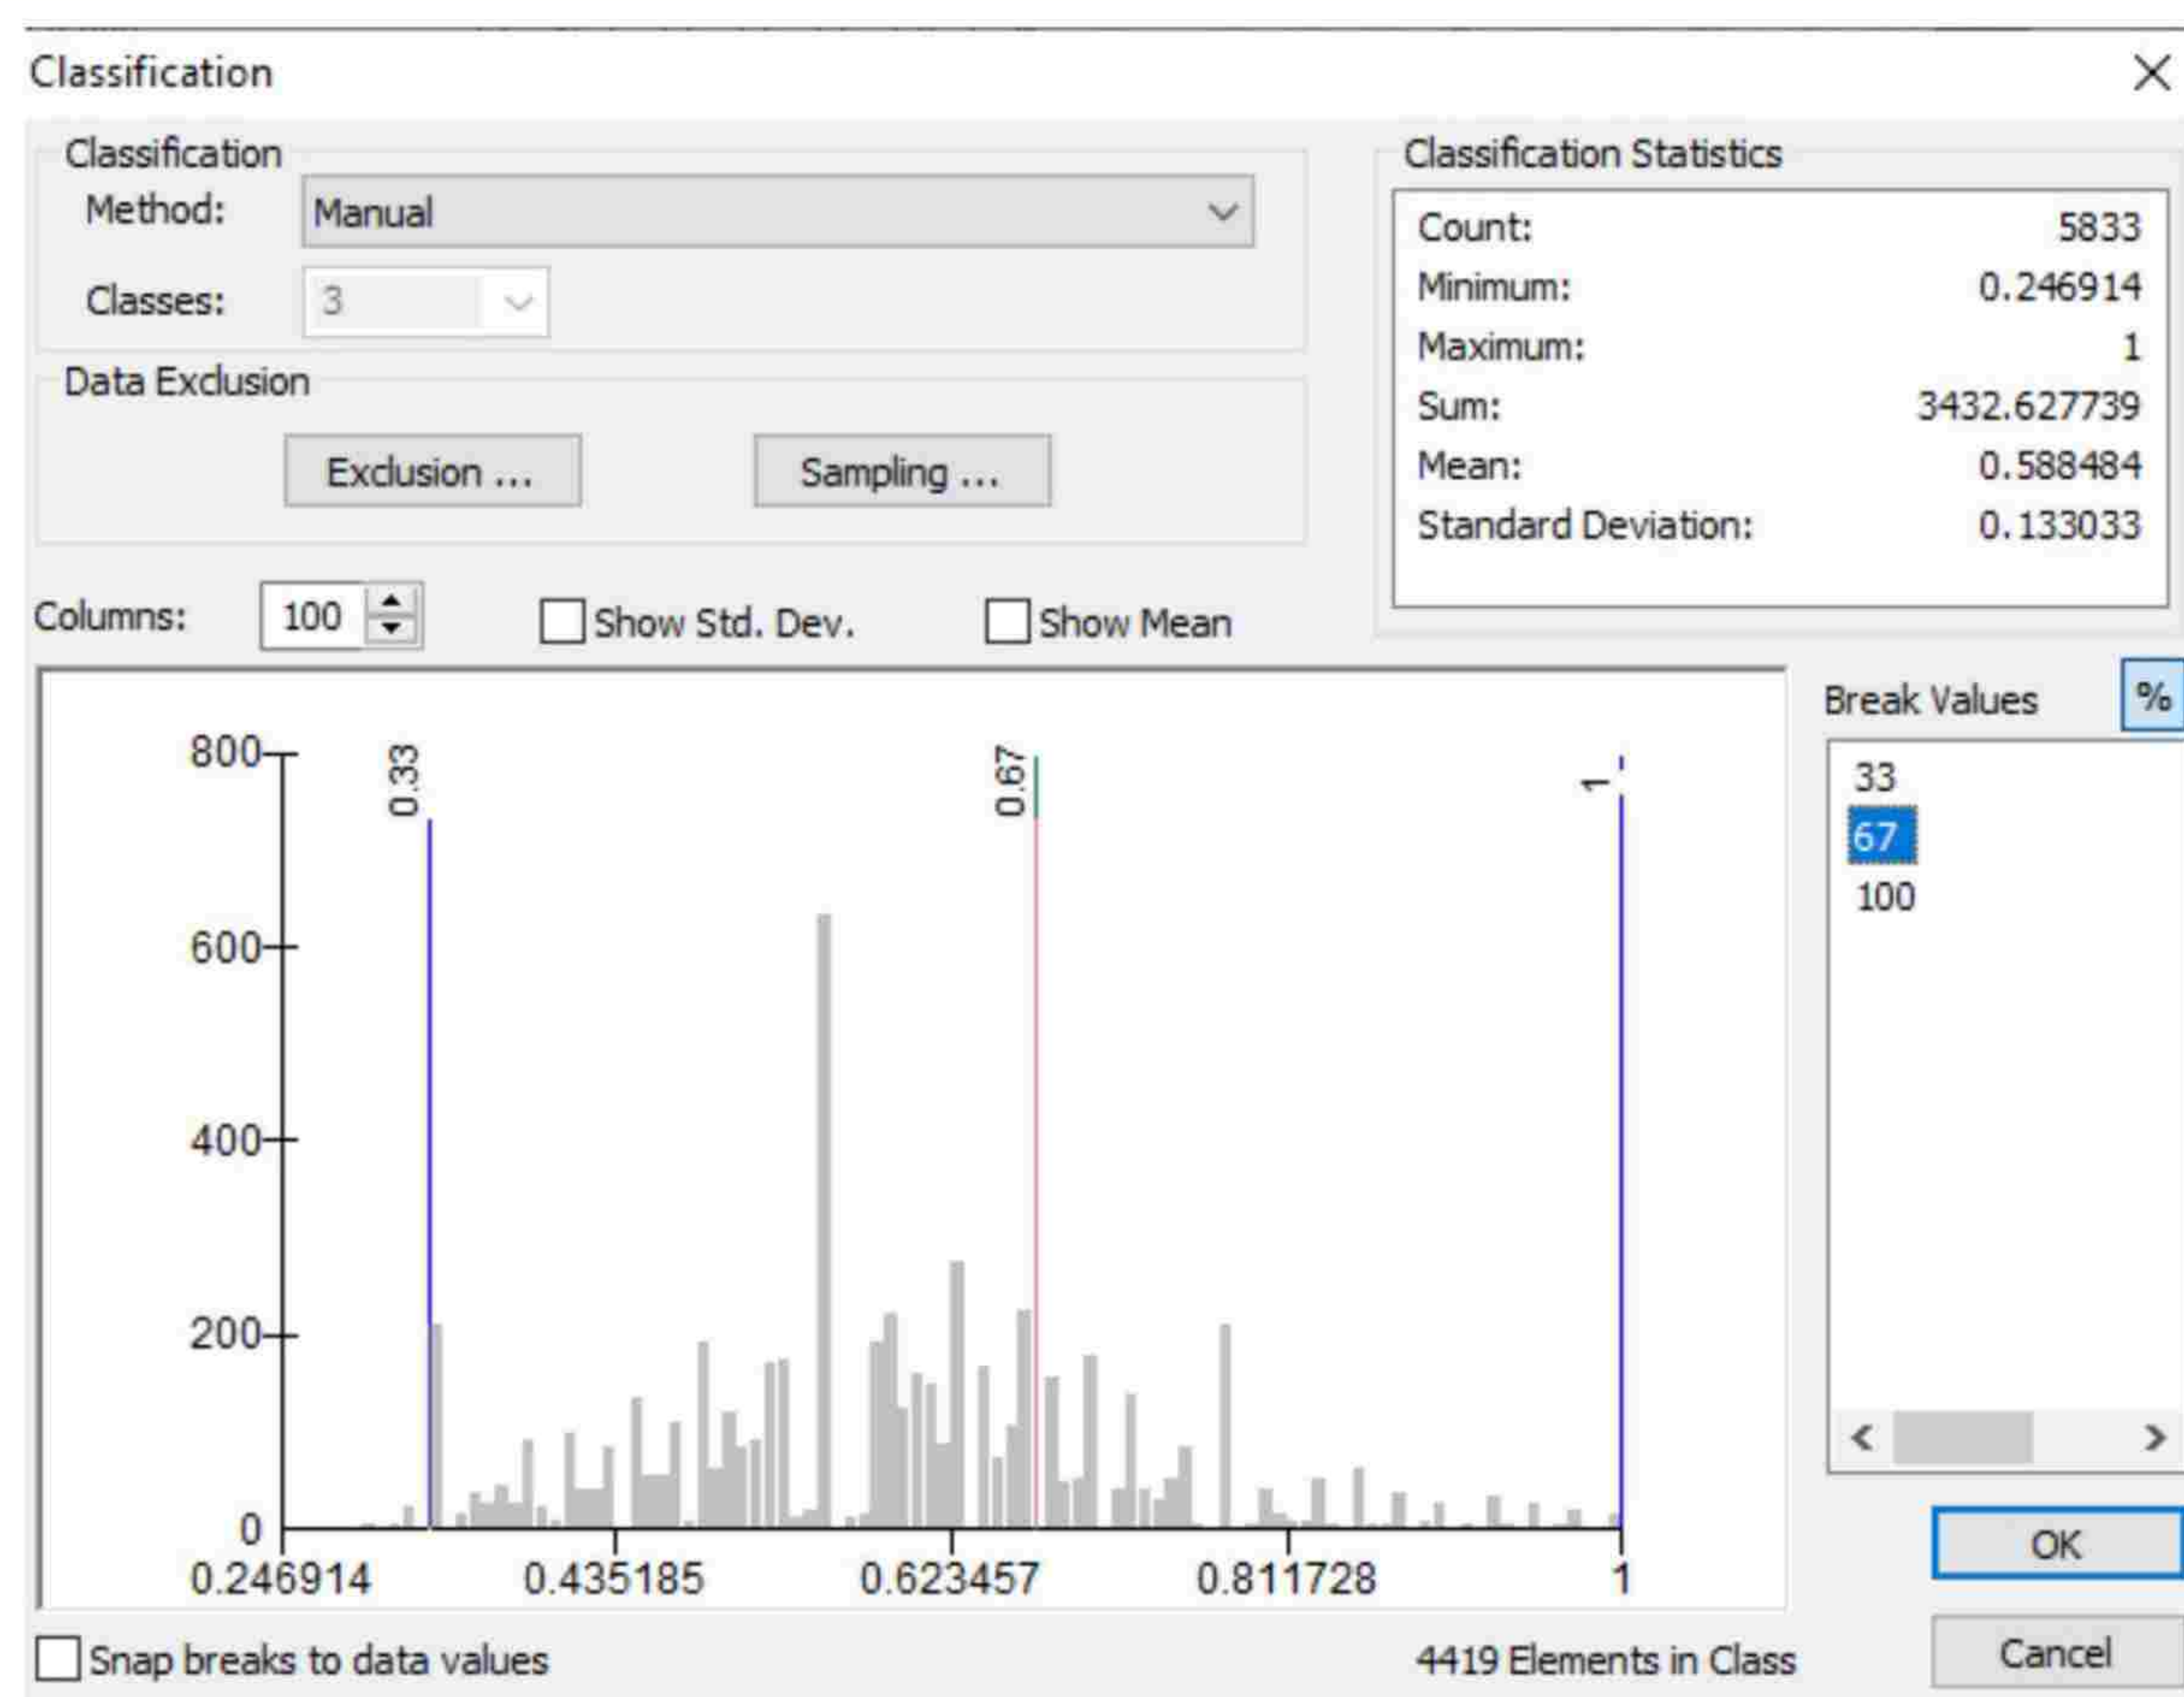 Classification
Classification
Method: Manual
Classes: 3
Data Exclusion
Exclusion ... Sampling ...
Classification Statistics
Count: 5833
Minimum: 0.246914
Maximum: 1
Sum: 3432.627739
Mean: 0.588484
Standard Deviation: 0.133033
Columns: 100 Show Std. Dev. Show Mean
Break Values %
33
67
100
0.33 0.67 1
800
600
400
200
0
0.246914 0.435185 0.623457 0.811728 1
OK
Snap breaks to data values 4419 Elements in Class
Cancel